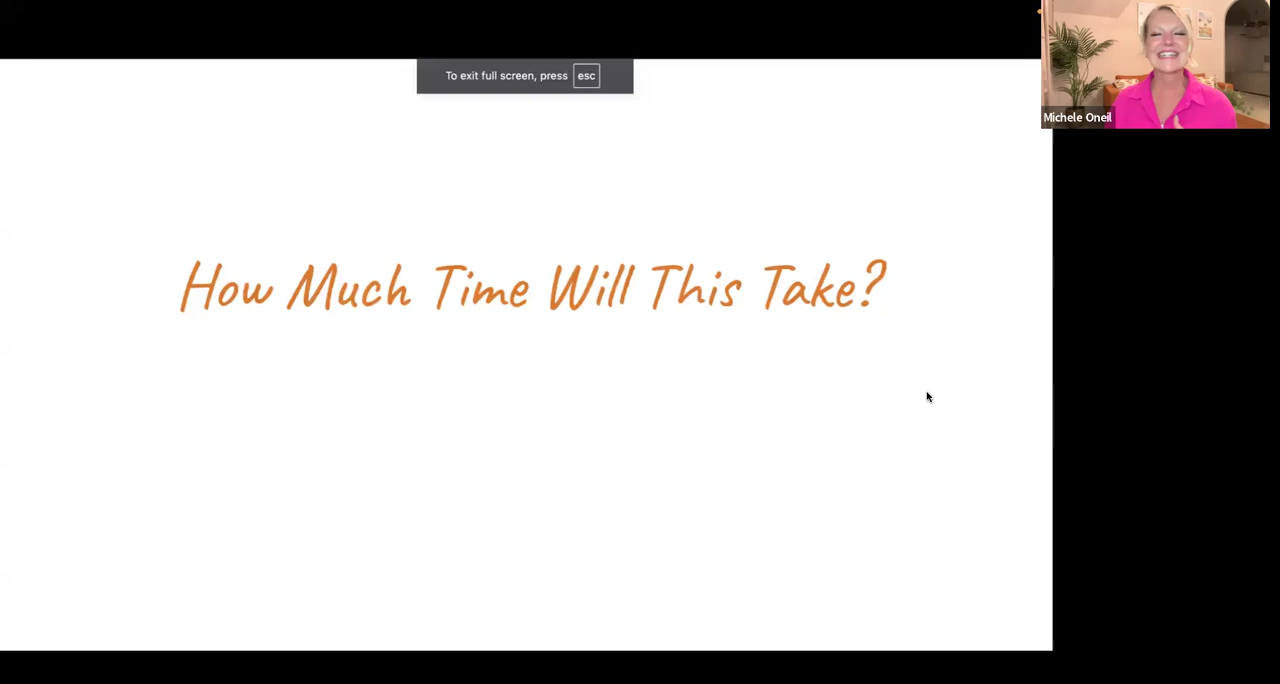 To exit full screen, press esc
Michele Oneil
How Much Time Will This Take?